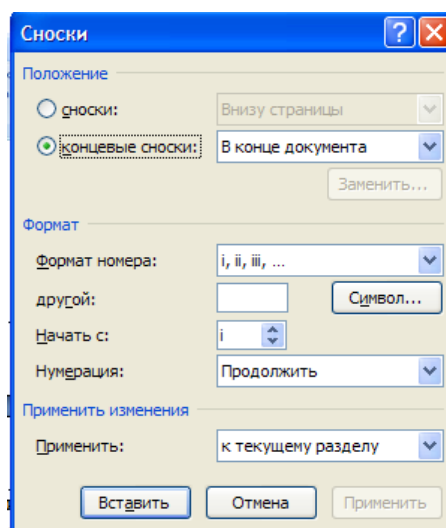 Сноски
Положение
сноски: Внизу страницы
концевые сноски: В конце документа
Заменить...
Формат
Формат номера: i, ii, iii, ...
другой: Символ...
Начать с: i
Нумерация: Продолжить
Применить изменения
Применить: к текущему разделу
Вставить Отмена Применить